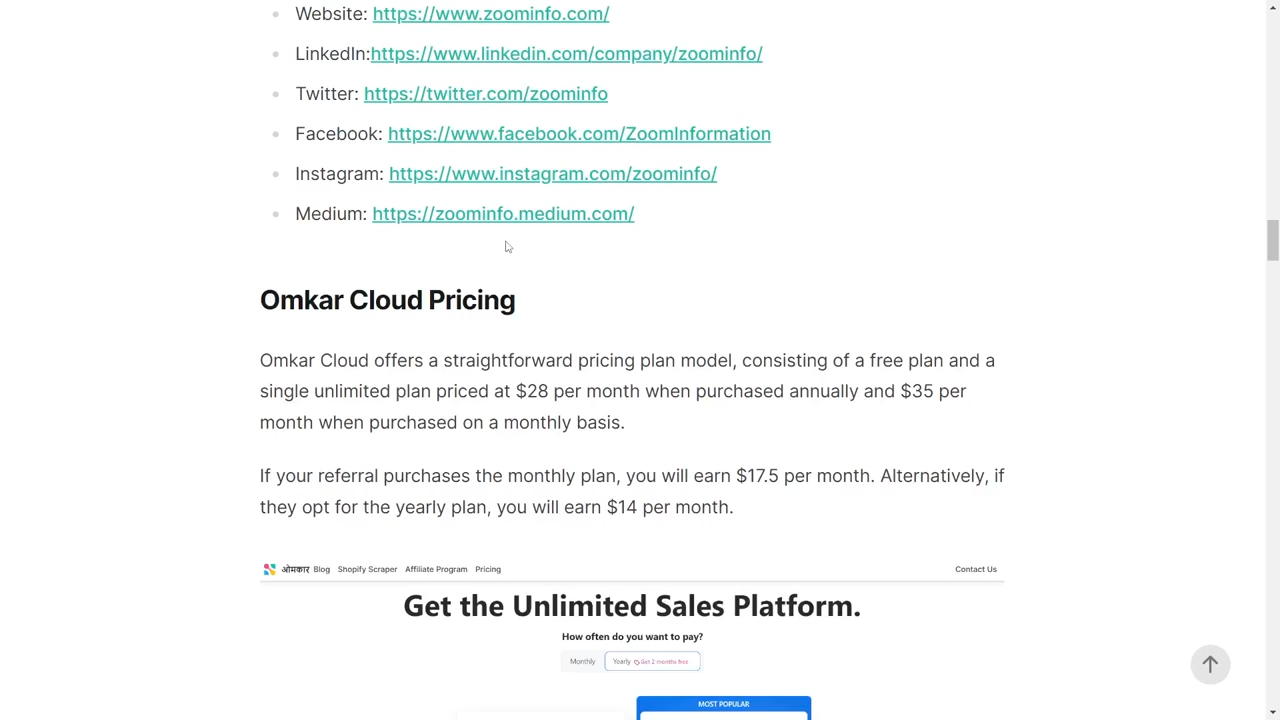 Website: https://www.zoominfo.com/
LinkedIn:https://www.linkedin.com/company/zoominfo/
Twitter: https://twitter.com/zoominfo
Facebook: https://www.facebook.com/ZoomInformation
Instagram: https://www.instagram.com/zoominfo/
Medium: https://zoominfo.medium.com/
Omkar Cloud Pricing
Omkar Cloud offers a straightforward pricing plan model, consisting of a free plan and a
single unlimited plan priced at $28 per month when purchased annually and $35 per
month when purchased on a monthly basis.
If your referral purchases the monthly plan, you will earn $17.5 per month. Alternatively, if
they opt for the yearly plan, you will earn $14 per month.
ओमकार Blog Shopify Scraper Affiliate Program Pricing Contact Us
Get the Unlimited Sales Platform.
How often do you want to pay?
Monthly Yearly Get 2 months free
MOST POPULAR